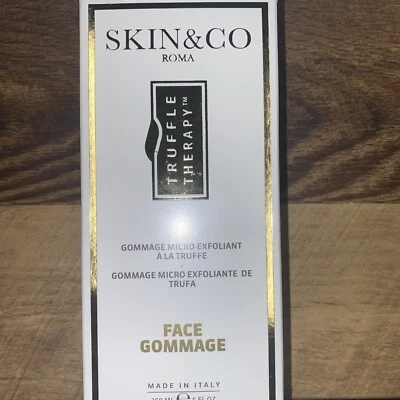 SKIN&CO
ROMA
TRUFFLE
THERAPY™
GOMMAGE MICRO-EXFOLIANT
À LA TRUFFE
GOMMAGE MICRO EXFOLIANTE DE
TRUFA
FACE
GOMMAGE
MADE IN ITALY